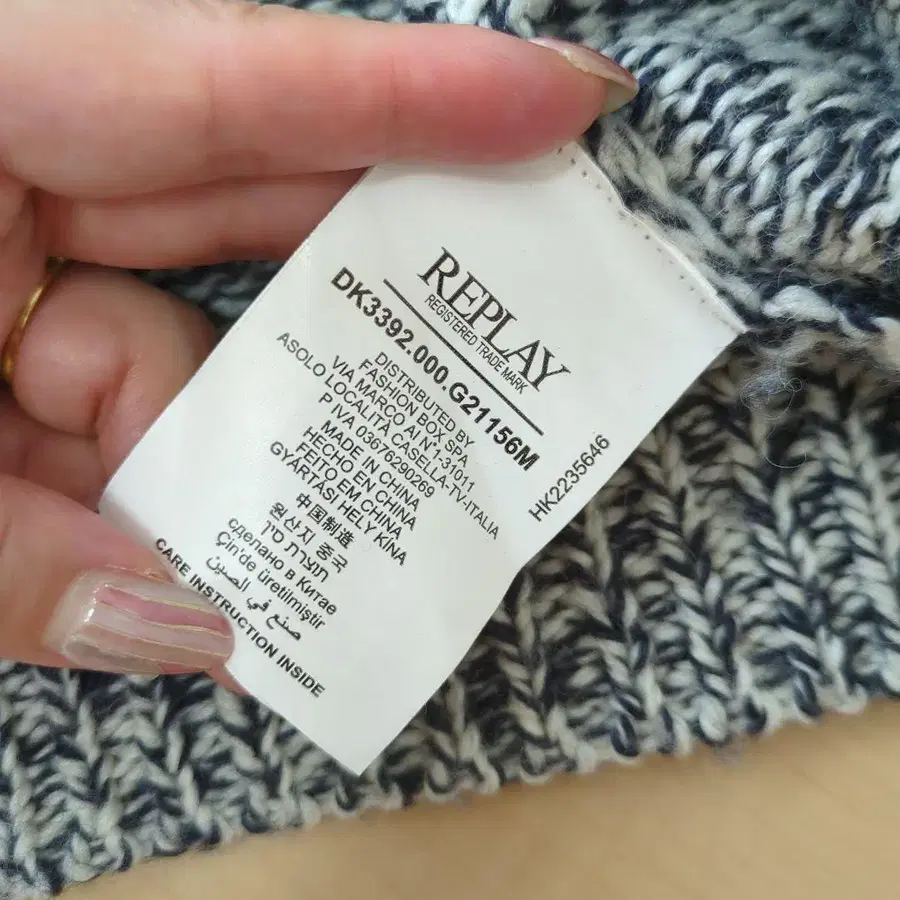 REPLAY
REGISTERED TRADE MARK
DK3392.000.G21156M
DISTRIBUTED BY
FASHION BOX SPA
VIA MARCO AI N°1-31011
ASOLO LOCALITÀ CASELLA-TV-ITALIA
P IVA 03676290269
MADE IN CHINA
HECHO EN CHINA
FEITO EM CHINA
GYÁRTÁSI HELY KÍNA
中国制造
원산지 중국
תוצרת סין
сделано в Китае
Çin'de üretilmiştir
صنع في الصين
CARE INSTRUCTION INSIDE
HK2235646